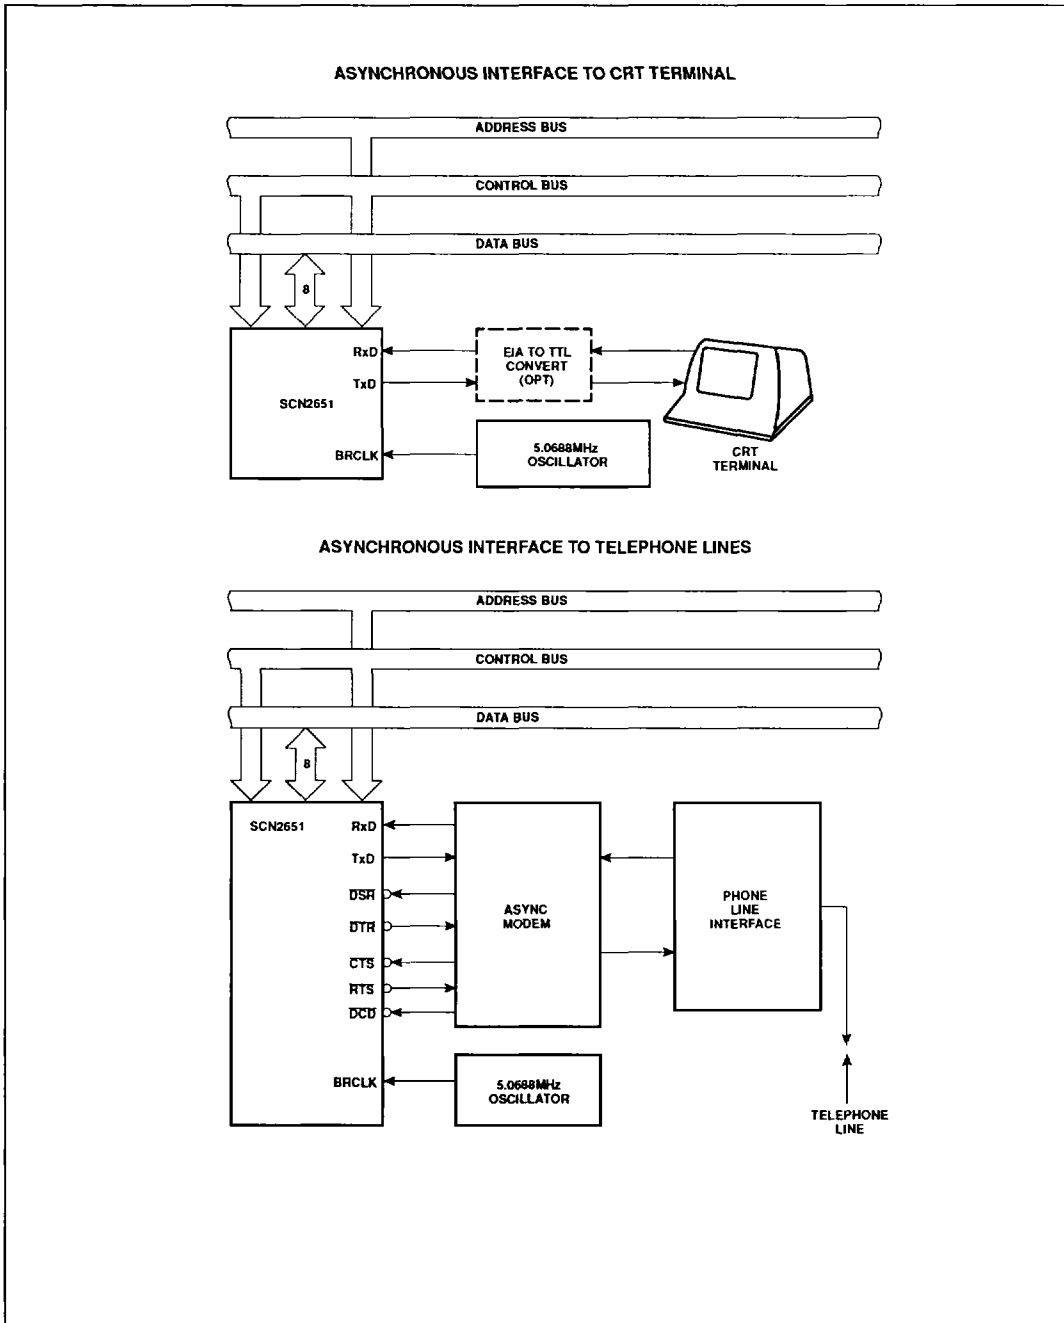 ASYNCHRONOUS INTERFACE TO CRT TERMINAL
ADDRESS BUS
CONTROL BUS
DATA BUS
8
RxD
TxD
SCN2651
BRCLK
EIA TO TTL
CONVERT
(OPT)
5.0688MHz
OSCILLATOR
CRT
TERMINAL
ASYNCHRONOUS INTERFACE TO TELEPHONE LINES
ADDRESS BUS
CONTROL BUS
DATA BUS
8
SCN2651
RxD
TxD
DSR
DTR
CTS
RTS
DCD
BRCLK
ASYNC
MODEM
PHONE
LINE
INTERFACE
5.0688MHz
OSCILLATOR
TELEPHONE
LINE